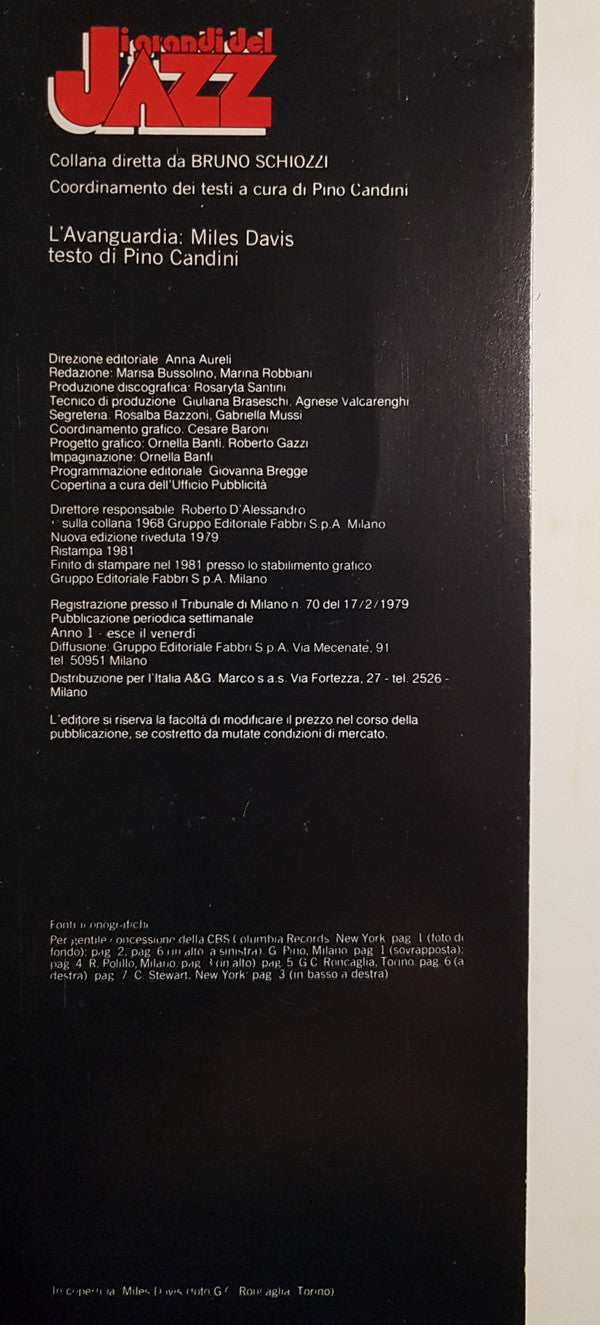 i grandi del
JAZZ
Collana diretta da BRUNO SCHIOZZI
Coordinamento dei testi a cura di Pino Candini
L'Avanguardia: Miles Davis
testo di Pino Candini
Direzione editoriale Anna Aureli
Redazione: Marisa Bussolino, Marina Robbiani
Produzione discografica: Rosaryta Santini
Tecnico di produzione Giuliana Braseschi, Agnese Valcarenghi
Segreteria. Rosalba Bazzoni, Gabriella Mussi
Coordinamento grafico. Cesare Baroni
Progetto grafico: Ornella Banfi, Roberto Gazzi
Impaginazione: Ornella Banfi
Programmazione editoriale Giovanna Bregge
Copertina a cura dell'Ufficio Pubblicità
Direttore responsabile Roberto D'Alessandro
sulla collana 1968 Gruppo Editoriale Fabbri S.p.A Milano
Nuova edizione riveduta 1979
Ristampa 1981
Finito di stampare nel 1981 presso lo stabilimento grafico
Gruppo Editoriale Fabbri S p.A. Milano
Registrazione presso il Tribunale di Milano n 70 del 17/2/1979
Pubblicazione periodica settimanale
Anno 1 - esce il venerdì
Diffusione: Gruppo Editoriale Fabbri S p.A. Via Mecenate, 91
tel 50951 Milano
Distribuzione per l'Italia A&G. Marco s a.s. Via Fortezza, 27 - tel. 2526 -
Milano
L'editore si riserva la facoltà di modificare il prezzo nel corso della
pubblicazione, se costretto da mutate condizioni di mercato.
Fonti iconografiche
Per gentile concessione della CBS Columbia Records New York pag 1 (foto di
fondo); pag 2, pag 6 (in alto a sinistra). G Pino, Milano pag 1 (sovrapposta);
pag 4 R. Polillo, Milano. pag 3 (in alto) pag 5 G C Roncaglia, Torino. pag 6 (a
destra) pag 7 C. Stewart, New York: pag 3 (in basso a destra)
In copertina Miles Davis (foto G C Roncaglia Torino)